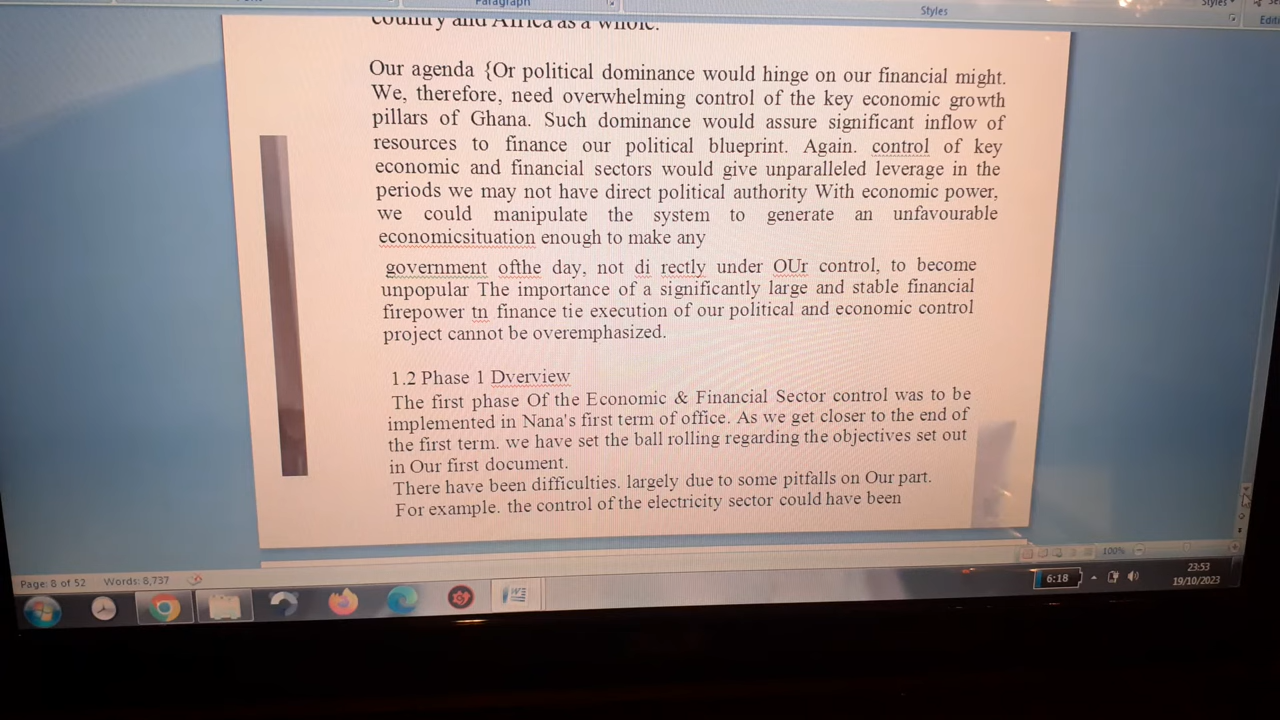 Paragraph
Styles
Styles
Editi
country and Africa as a whole.
Our agenda {Or political dominance would hinge on our financial might.
We, therefore, need overwhelming control of the key economic growth
pillars of Ghana. Such dominance would assure significant inflow of
resources to finance our political blueprint. Again. control of key
economic and financial sectors would give unparalleled leverage in the
periods we may not have direct political authority With economic power,
we could manipulate the system to generate an unfavourable
economicsituation enough to make any
government ofthe day, not di rectly under OUr control, to become
unpopular The importance of a significantly large and stable financial
firepower tn finance tie execution of our political and economic control
project cannot be overemphasized.
1.2 Phase 1 Dverview
The first phase Of the Economic & Financial Sector control was to be
implemented in Nana's first term of office. As we get closer to the end of
the first term. we have set the ball rolling regarding the objectives set out
in Our first document.
There have been difficulties. largely due to some pitfalls on Our part.
For example. the control of the electricity sector could have been
100%
Page: 8 of 52 Words: 8,737
6:18
23:53
19/10/2023